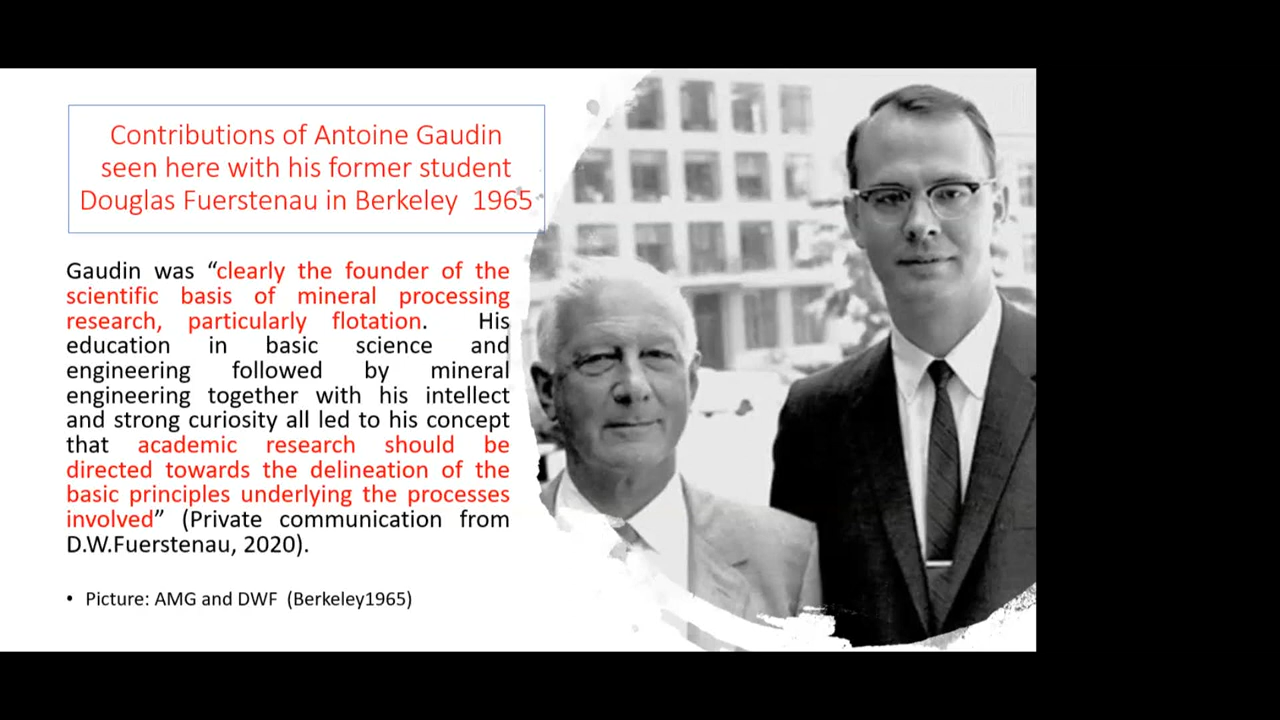 Contributions of Antoine Gaudin
seen here with his former student
Douglas Fuerstenau in Berkeley  1965
Gaudin was “clearly the founder of the
scientific basis of mineral processing
research, particularly flotation.  His
education in basic science and
engineering followed by mineral
engineering together with his intellect
and strong curiosity all led to his concept
that academic research should be
directed towards the delineation of the
basic principles underlying the processes
involved” (Private communication from
D.W.Fuerstenau, 2020).
• Picture: AMG and DWF  (Berkeley1965)